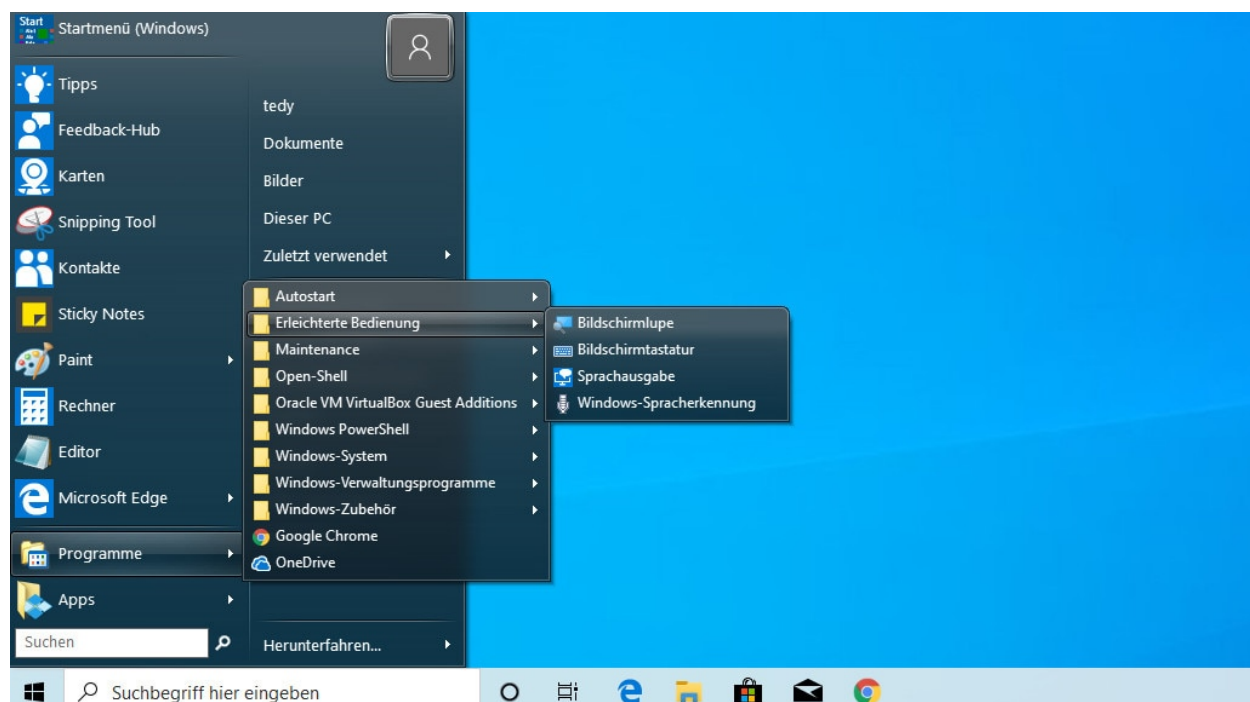 Start
Startmenü (Windows)
Tipps
Feedback-Hub
Karten
Snipping Tool
Kontakte
Sticky Notes
Paint
Rechner
Editor
Microsoft Edge
Programme
Apps
Suchen
tedy
Dokumente
Bilder
Dieser PC
Zuletzt verwendet
Autostart
Erleichterte Bedienung
Maintenance
Open-Shell
Oracle VM VirtualBox Guest Additions
Windows PowerShell
Windows-System
Windows-Verwaltungsprogramme
Windows-Zubehör
Google Chrome
OneDrive
Bildschirmlupe
Bildschirmtastatur
Sprachausgabe
Windows-Spracherkennung
Herunterfahren...
Suchbegriff hier eingeben